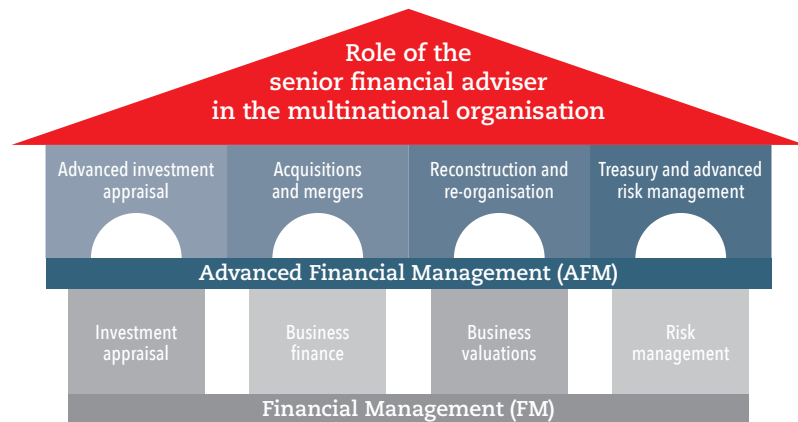 Role of the
senior financial adviser
in the multinational organisation
Advanced investment
appraisal
Acquisitions
and mergers
Reconstruction and
re-organisation
Treasury and advanced
risk management
Advanced Financial Management (AFM)
Investment
appraisal
Business
finance
Business
valuations
Risk
management
Financial Management (FM)